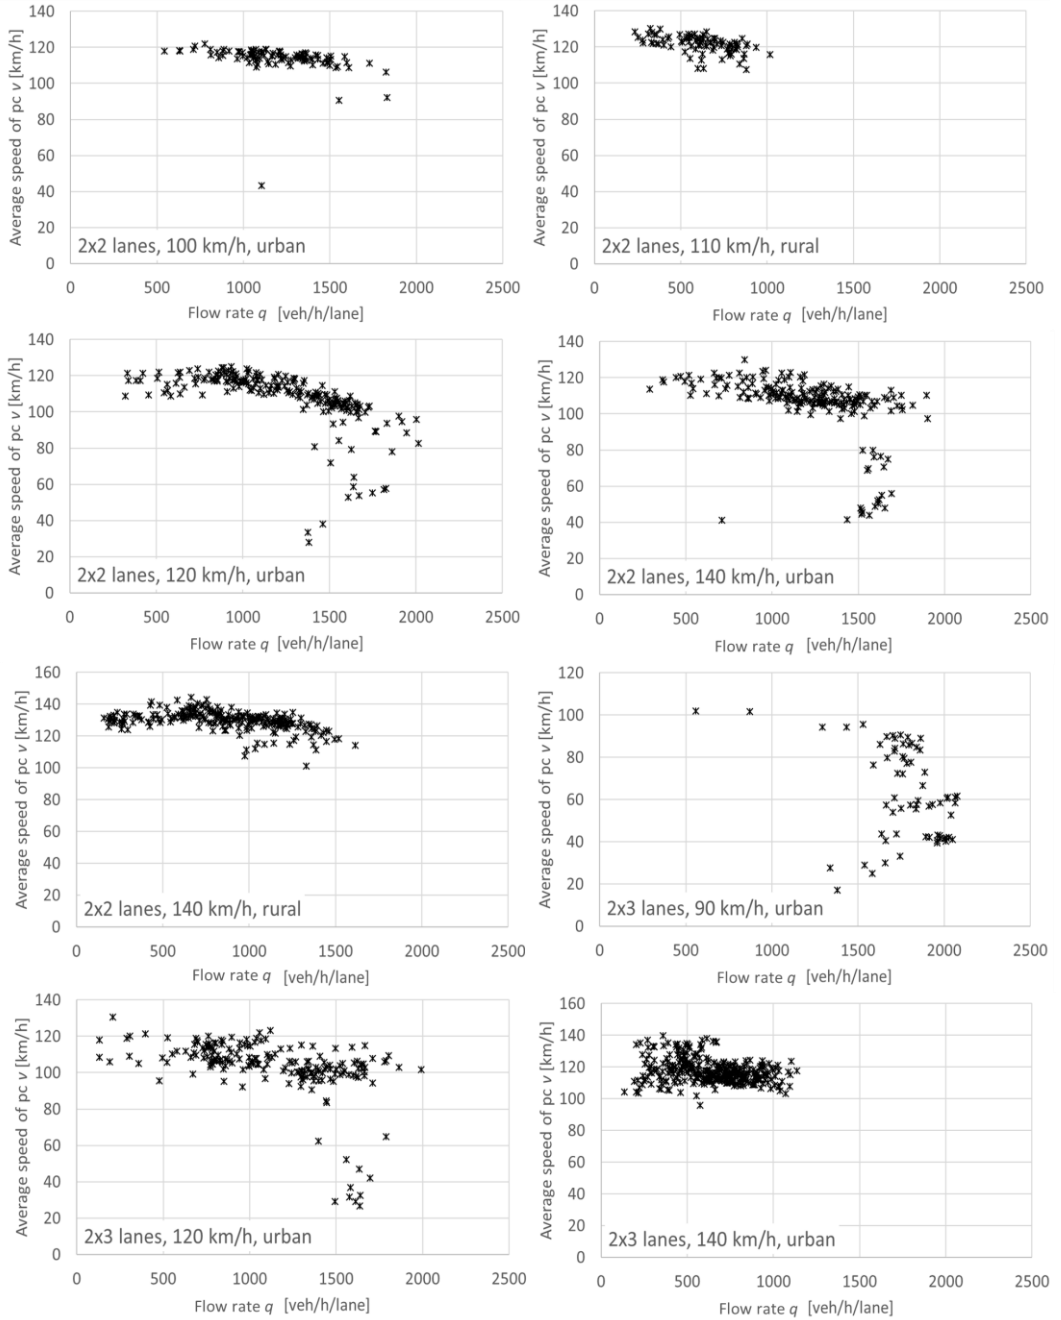 Average speed of pc v [km/h]
140
120
100
80
60
40
20
0
2x2 lanes, 100 km/h, urban
0 500 1000 1500 2000 2500
Flow rate q [veh/h/lane]
Average speed of pc v [km/h]
140
120
100
80
60
40
20
0
2x2 lanes, 110 km/h, rural
0 500 1000 1500 2000 2500
Flow rate q [veh/h/lane]
Average speed of pc v [km/h]
140
120
100
80
60
40
20
0
2x2 lanes, 120 km/h, urban
0 500 1000 1500 2000 2500
Flow rate q [veh/h/lane]
Average speed of pc v [km/h]
140
120
100
80
60
40
20
0
2x2 lanes, 140 km/h, urban
0 500 1000 1500 2000 2500
Flow rate q [veh/h/lane]
Average speed of pc v [km/h]
160
140
120
100
80
60
40
20
0
2x2 lanes, 140 km/h, rural
0 500 1000 1500 2000 2500
Flow rate q [veh/h/lane]
Average speed of pc v [km/h]
120
100
80
60
40
20
0
2x3 lanes, 90 km/h, urban
0 500 1000 1500 2000 2500
Flow rate q [veh/h/lane]
Average speed of pc v [km/h]
140
120
100
80
60
40
20
0
2x3 lanes, 120 km/h, urban
0 500 1000 1500 2000 2500
Flow rate q [veh/h/lane]
Average speed of pc v [km/h]
160
140
120
100
80
60
40
20
0
2x3 lanes, 140 km/h, urban
0 500 1000 1500 2000 2500
Flow rate q [veh/h/lane]